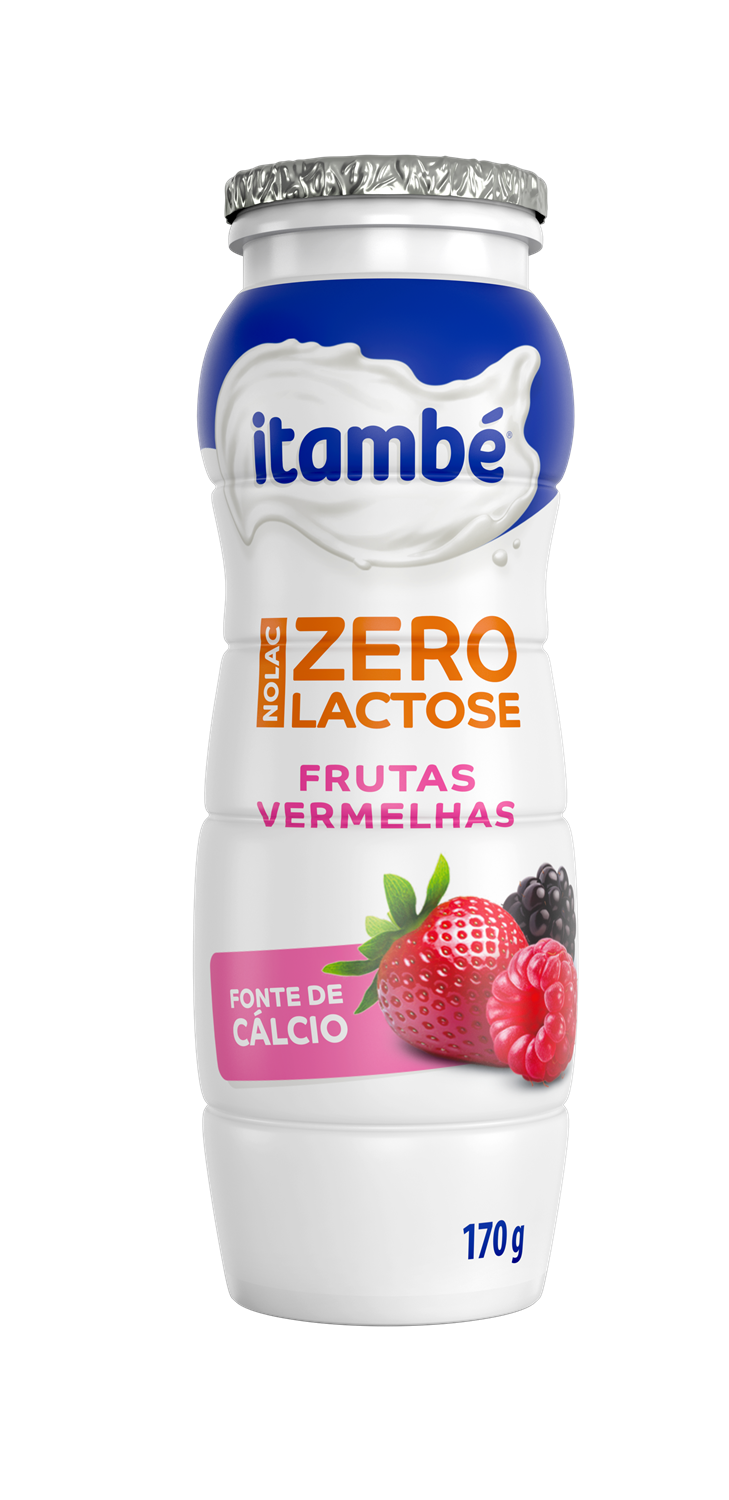 itambé
NOLAC
ZERO
LACTOSE
FRUTAS
VERMELHAS
FONTE DE
CÁLCIO
170 g